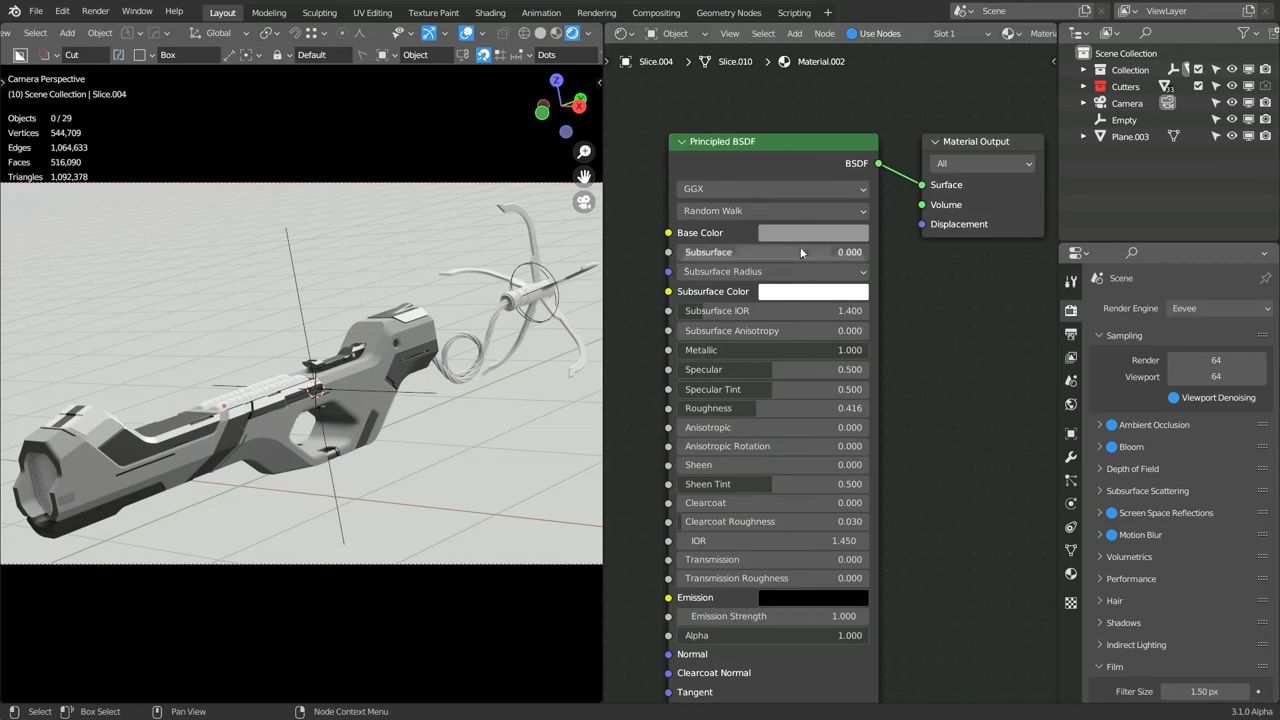 File Edit Render Window Help Layout Modeling Sculpting UV Editing Texture Paint Shading Animation Rendering Compositing Geometry Nodes Scripting + Scene ViewLayer
Select Add Object Global Object View Select Add Node Use Nodes Slot 1
Cut Box Default Object Dots
Camera Perspective
(10) Scene Collection | Slice.004
Objects 0 / 29
Vertices 544,709
Edges 1,064,633
Faces 516,090
Triangles 1,092,378
Z
Y
X
Slice.004 Slice.010 Material.002
Principled BSDF
BSDF
GGX
Random Walk
Base Color
Subsurface 0.000
Subsurface Radius
Subsurface Color
Subsurface IOR 1.400
Subsurface Anisotropy 0.000
Metallic 1.000
Specular 0.500
Specular Tint 0.500
Roughness 0.416
Anisotropic 0.000
Anisotropic Rotation 0.000
Sheen 0.000
Sheen Tint 0.500
Clearcoat 0.000
Clearcoat Roughness 0.030
IOR 1.450
Transmission 0.000
Transmission Roughness 0.000
Emission
Emission Strength 1.000
Alpha 1.000
Normal
Clearcoat Normal
Tangent
Material Output
All
Surface
Volume
Displacement
Scene Collection
Collection
Cutters 33
Camera
Empty
Plane.003
Scene
Render Engine Eevee
Sampling
Render 64
Viewport 64
Viewport Denoising
Ambient Occlusion
Bloom
Depth of Field
Subsurface Scattering
Screen Space Reflections
Motion Blur
Volumetrics
Performance
Hair
Shadows
Indirect Lighting
Film
Filter Size 1.50 px
Select Box Select Pan View Node Context Menu 3.1.0 Alpha